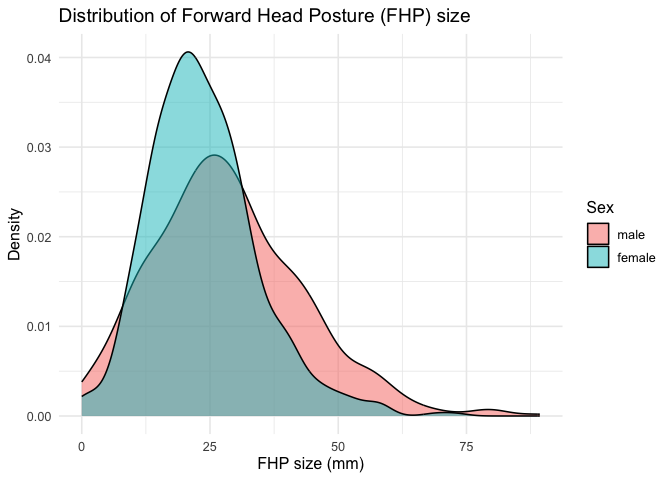 Distribution of Forward Head Posture (FHP) size
0.04
0.03
0.02
0.01
0.00
Density
0 25 50 75
FHP size (mm)
Sex
male
female